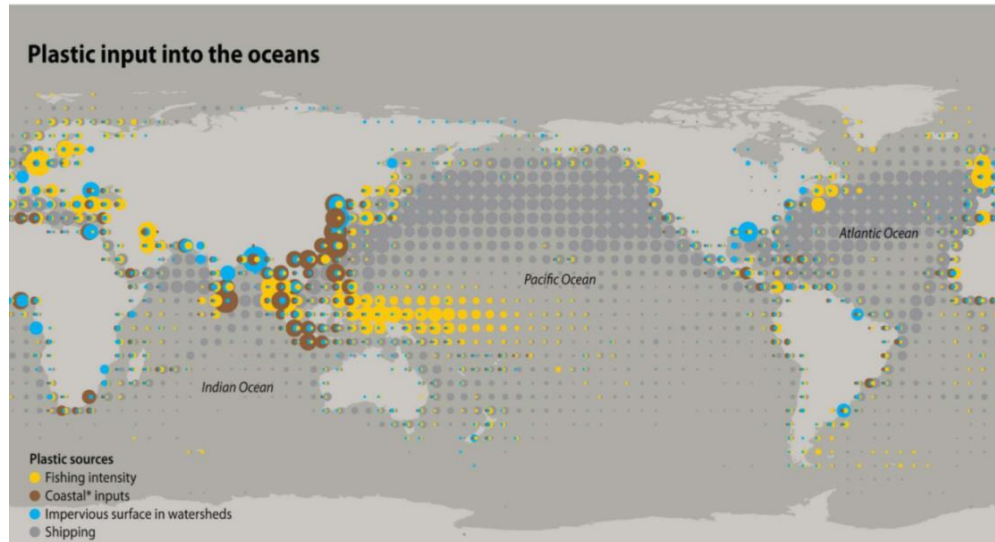 Plastic input into the oceans
Atlantic Ocean
Pacific Ocean
Indian Ocean
Plastic sources
Fishing intensity
Coastal* inputs
Impervious surface in watersheds
Shipping